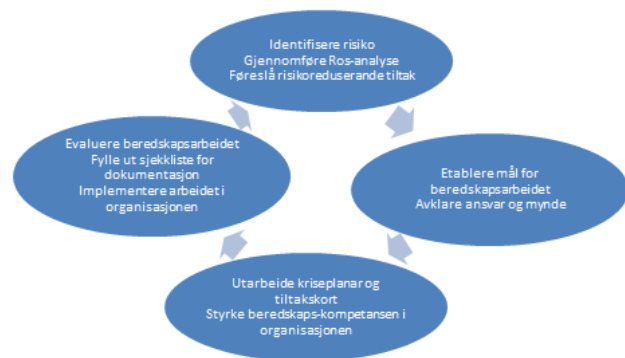 Identifisere risiko
Gjennomføre Ros-analyse
Føreslå risikoreduserande tiltak
Evaluere beredskapsarbeidet
Fylle ut sjekkliste for
dokumentasjon
Implementere arbeidet i
organisasjonen
Etablere mål for
beredskapsarbeidet
Avklare ansvar og mynde
Utarbeide kriseplanar og
tiltakskort
Styrke beredskaps-kompetansen i
organisasjonen